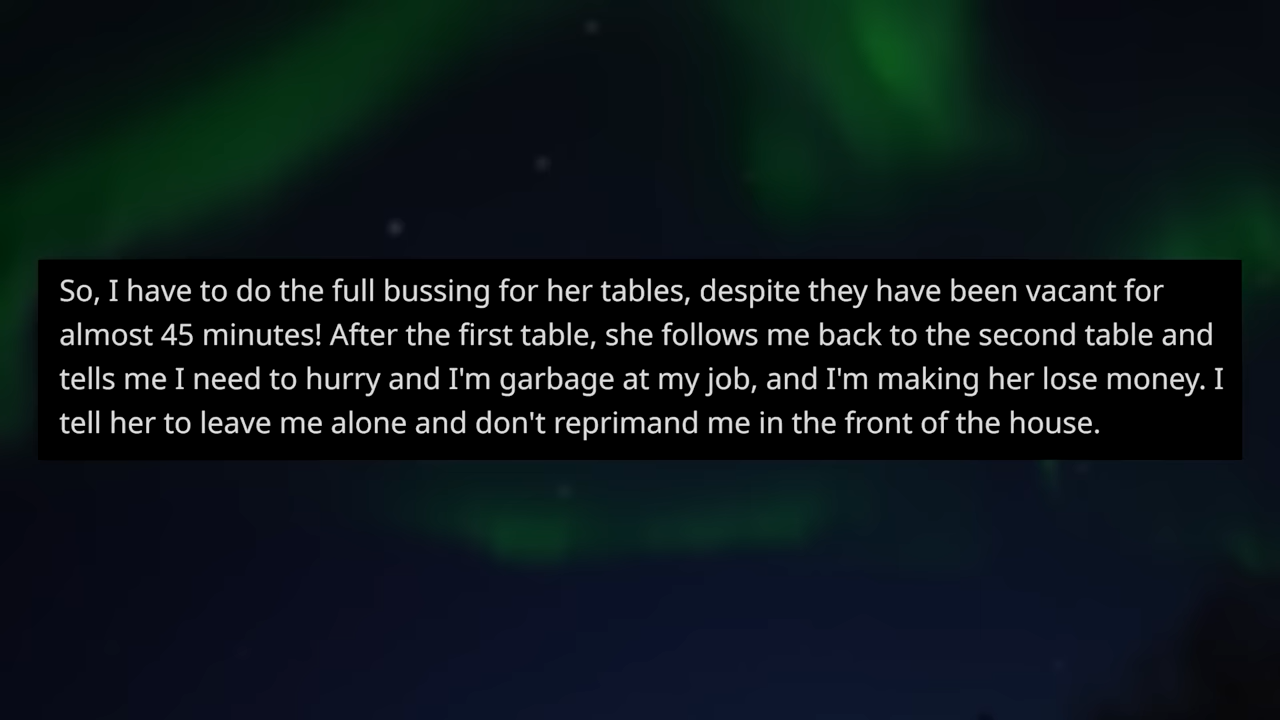 So, I have to do the full bussing for her tables, despite they have been vacant for
almost 45 minutes! After the first table, she follows me back to the second table and
tells me I need to hurry and I'm garbage at my job, and I'm making her lose money. I
tell her to leave me alone and don't reprimand me in the front of the house.